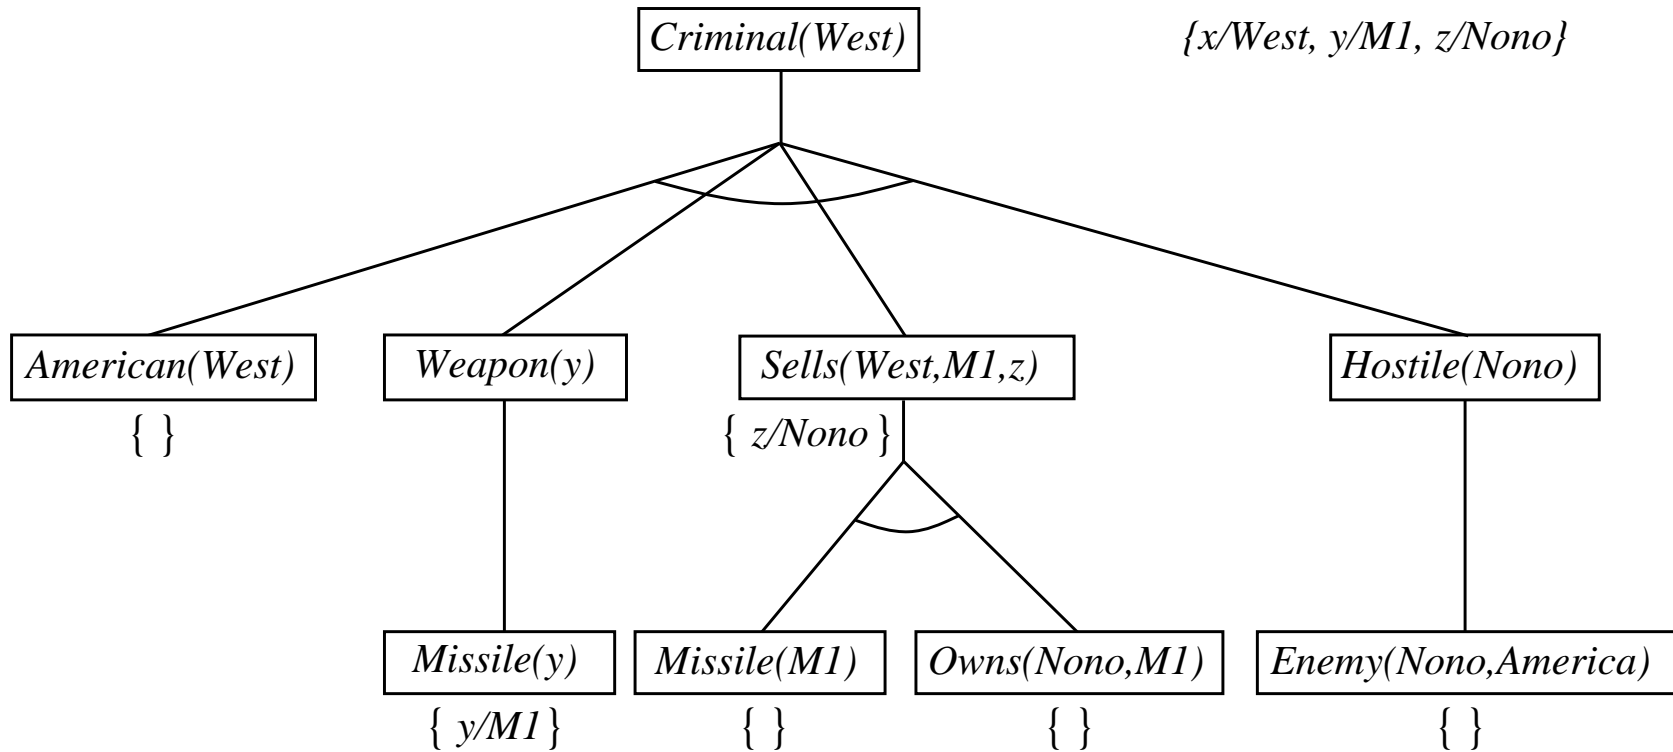 Criminal(West)
{x/West, y/M1, z/Nono}
American(West)
Weapon(y)
Sells(West,M1,z)
Hostile(Nono)
{ }
{ z/Nono }
Missile(y)
Missile(M1)
Owns(Nono,M1)
Enemy(Nono,America)
{ y/M1 }
{ }
{ }
{ }